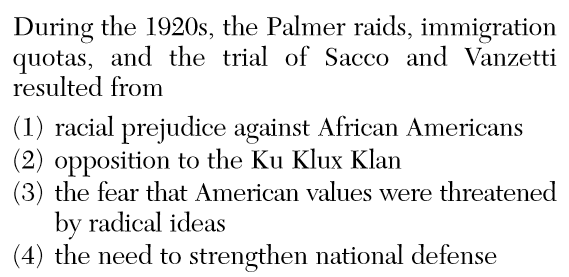 During the 1920s, the Palmer raids, immigration
quotas, and the trial of Sacco and Vanzetti
resulted from
(1) racial prejudice against African Americans
(2) opposition to the Ku Klux Klan
(3) the fear that American values were threatened
by radical ideas
(4) the need to strengthen national defense